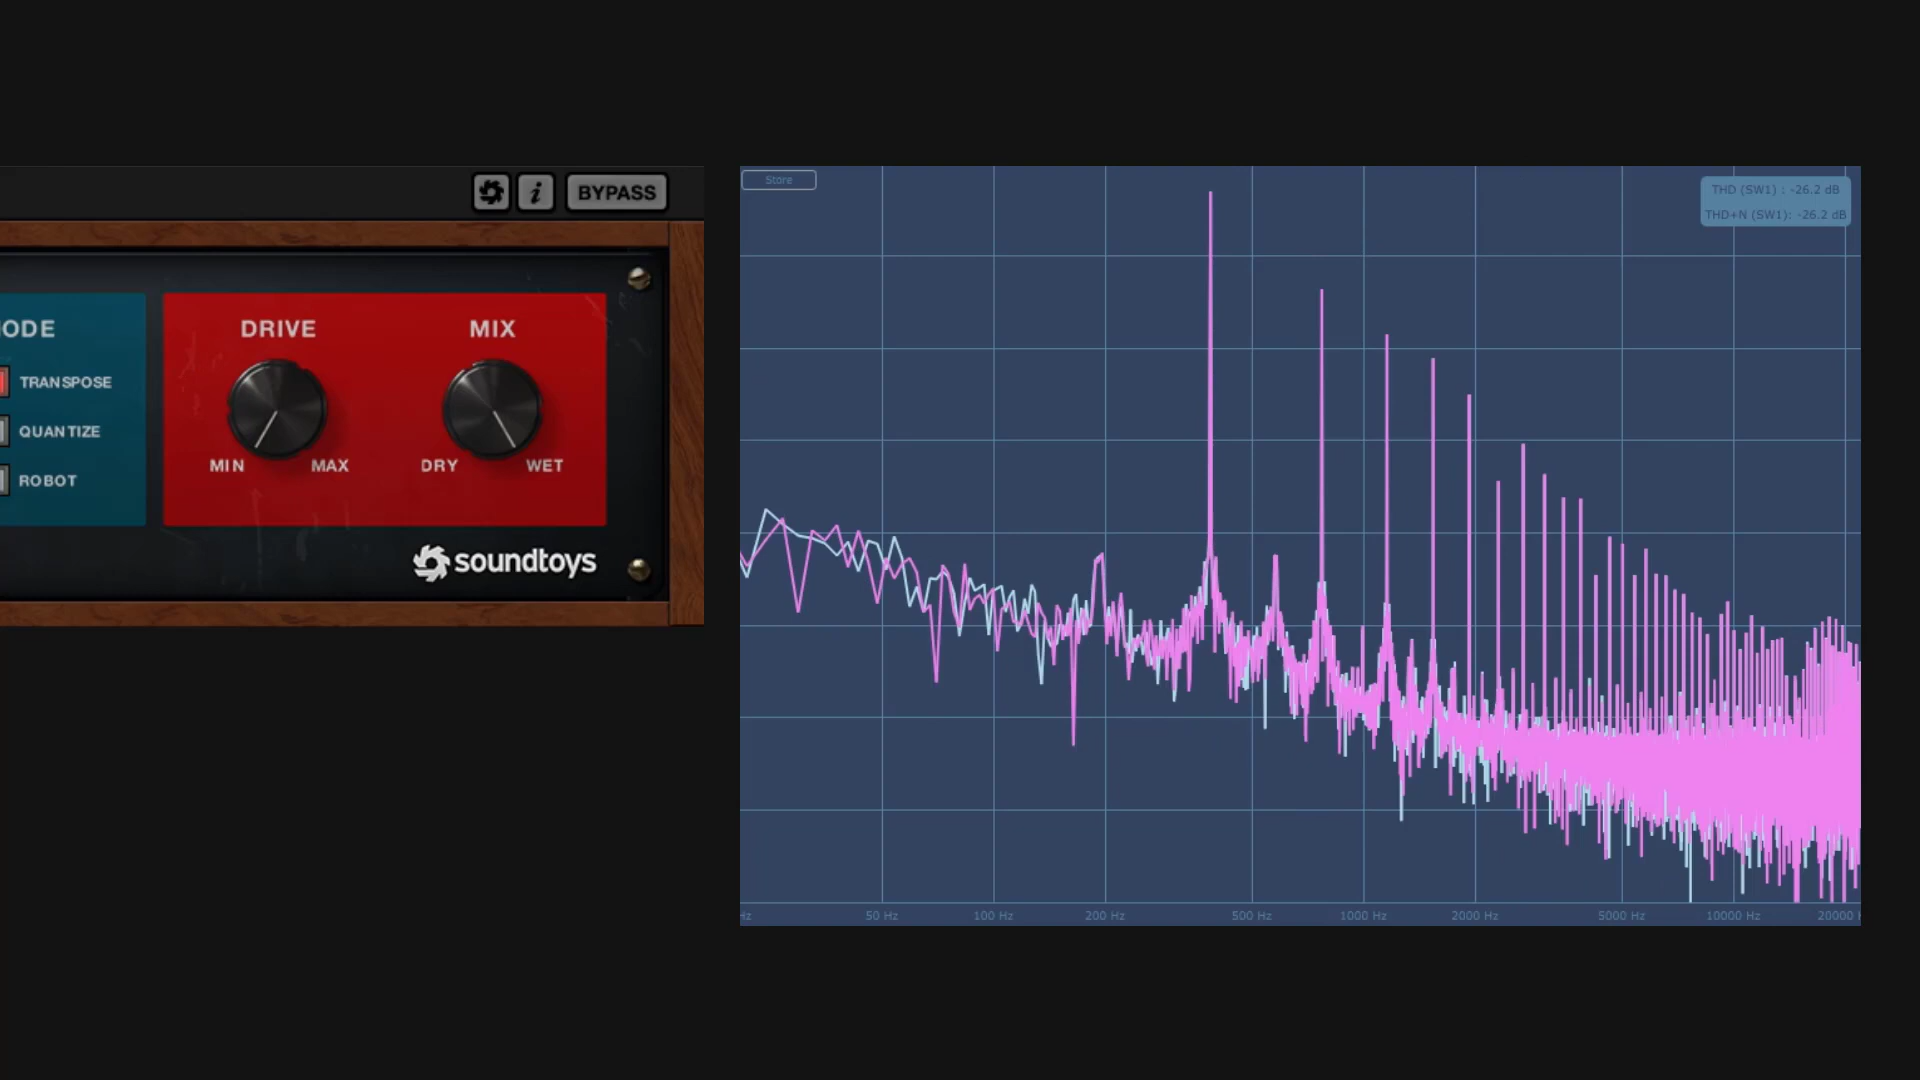 BYPASS
ODE
TRANSPOSE
QUANTIZE
ROBOT
DRIVE
MIX
MIN
MAX
DRY
WET
soundtoys
Store
THD (SW1) : -26.2 dB
THD+N (SW1): -26.2 dB
Hz
50 Hz
100 Hz
200 Hz
500 Hz
1000 Hz
2000 Hz
5000 Hz
10000 Hz
20000 H